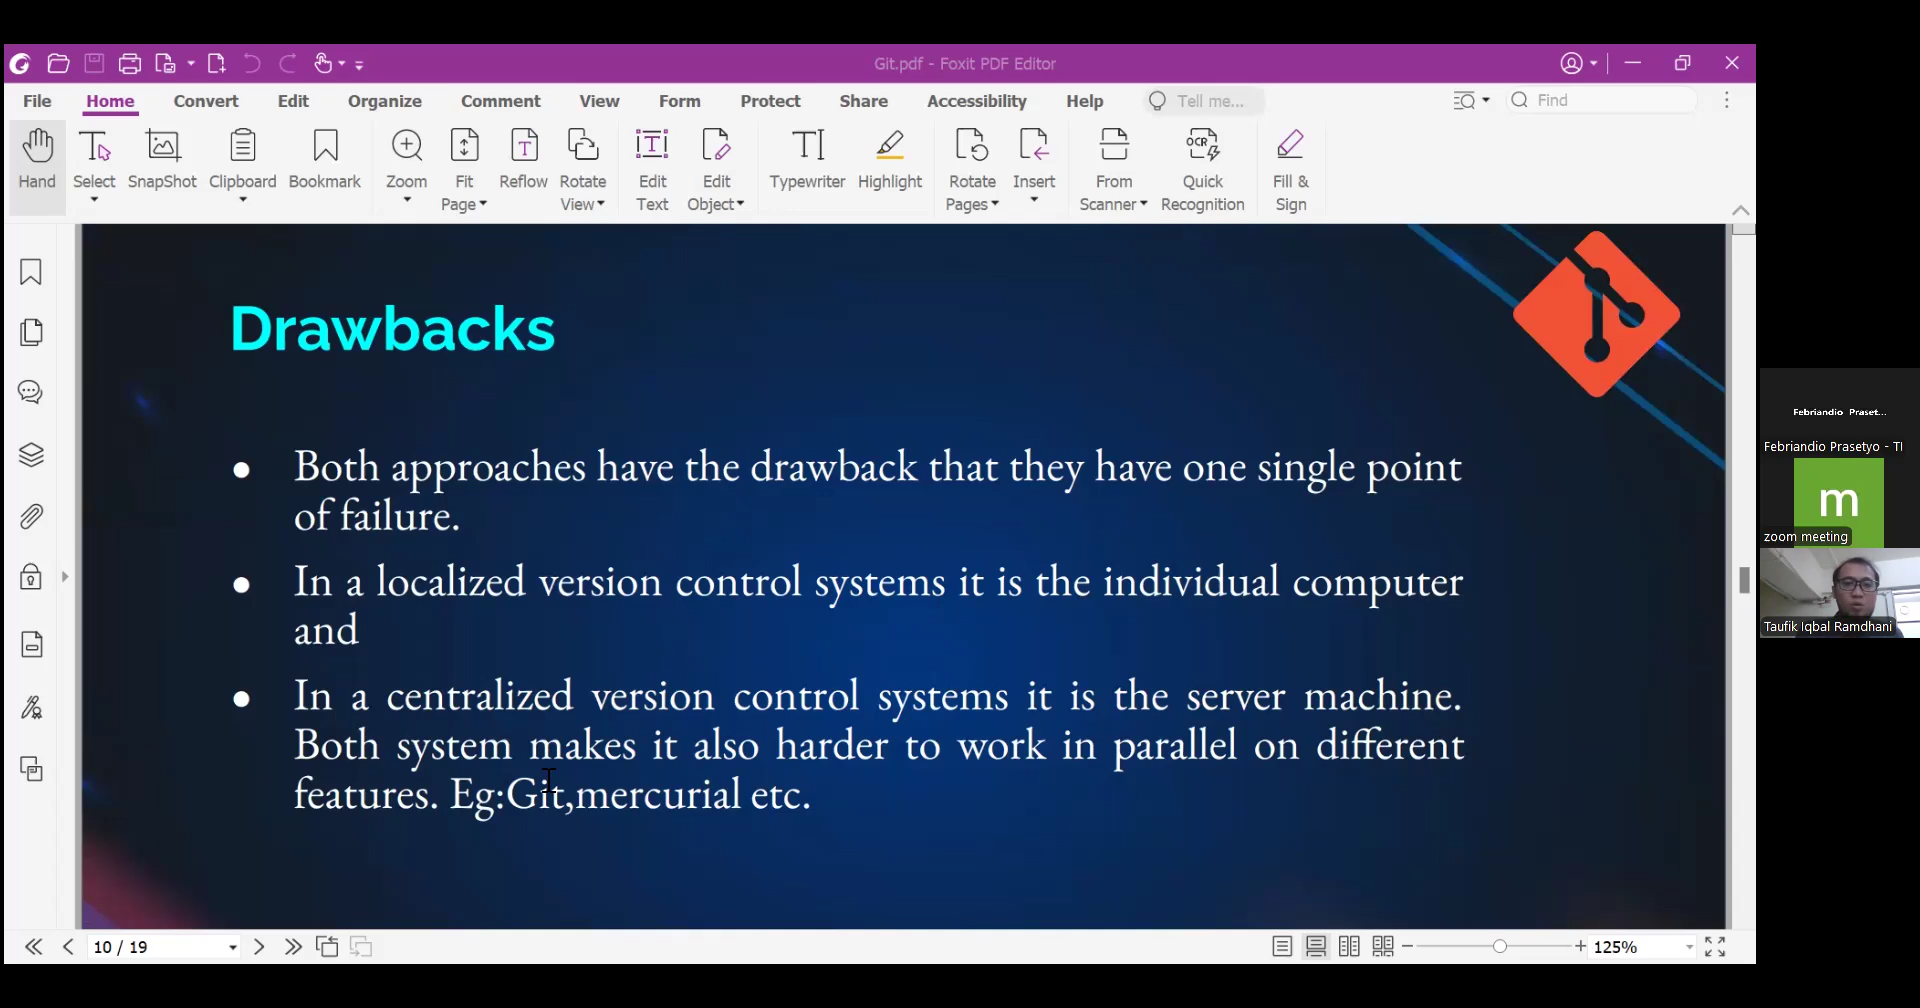 Git.pdf - Foxit PDF Editor
File Home Convert Edit Organize Comment View Form Protect Share Accessibility Help Tell me... Find
Hand Select SnapShot Clipboard Bookmark Zoom Fit Page Reflow Rotate View Edit Text Edit Object Typewriter Highlight Rotate Pages Insert From Scanner OCR Quick Recognition Fill & Sign
Drawbacks
● Both approaches have the drawback that they have one single point
of failure.
● In a localized version control systems it is the individual computer
and
● In a centralized version control systems it is the server machine.
Both system makes it also harder to work in parallel on different
features. Eg:Git,mercurial etc.
Febriandio Praset...
Febriandio Prasetyo - TI
m
zoom meeting
Taufik Iqbal Ramdhani
10 / 19
125%